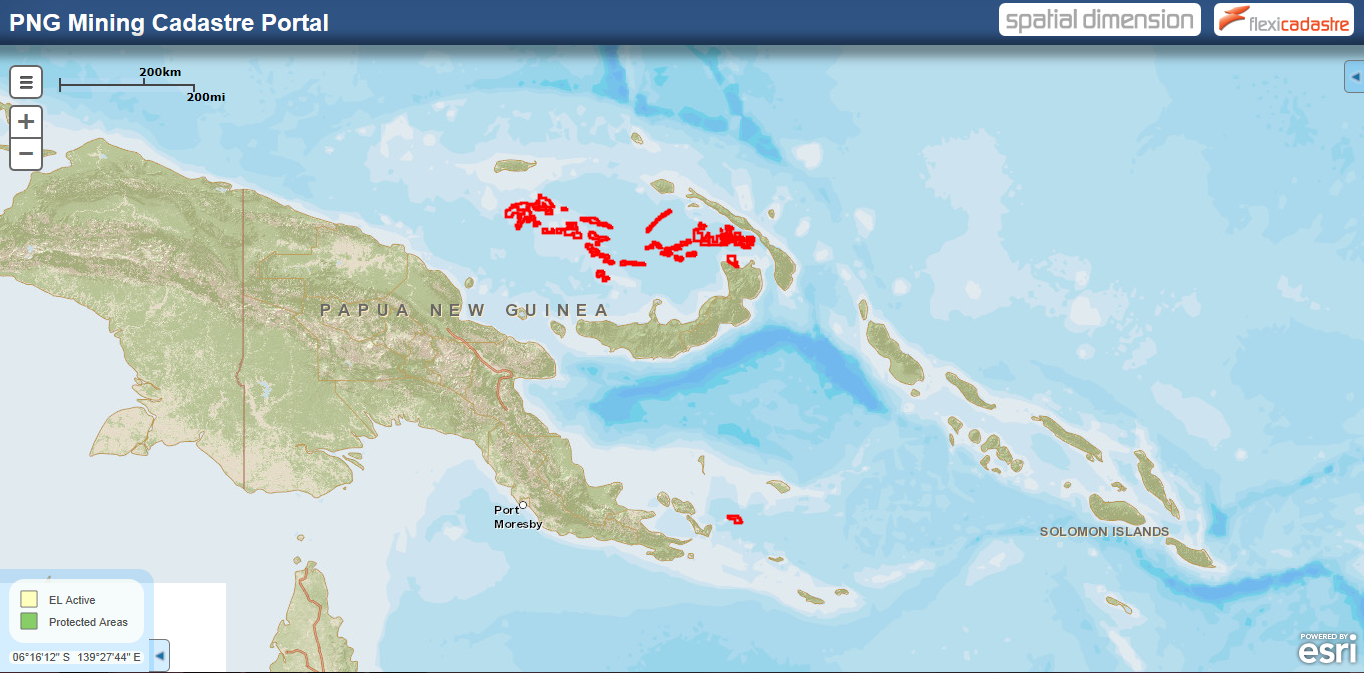 PNG Mining Cadastre Portal
spatial dimension
flexicadastre
200km
200mi
+
−
PAPUA NEW GUINEA
Port
Moresby
SOLOMON ISLANDS
EL Active
Protected Areas
06°16'12" S 139°27'44" E
POWERED BY
esri